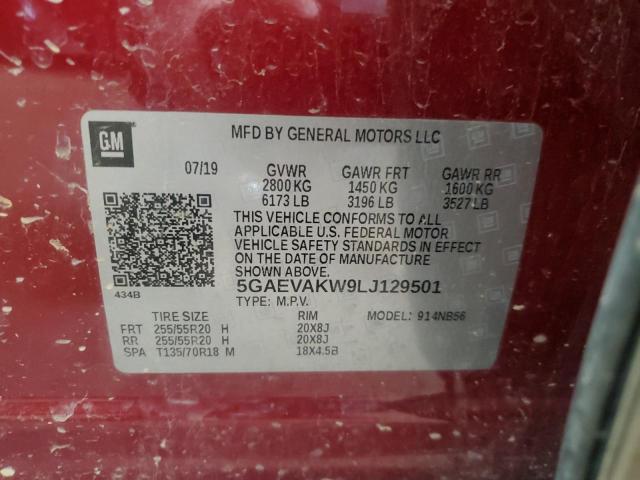 GM
MFD BY GENERAL MOTORS LLC
07/19 GVWR GAWR FRT GAWR RR
2800 KG 1450 KG 1600 KG
6173 LB 3196 LB 3527 LB
THIS VEHICLE CONFORMS TO ALL
APPLICABLE U.S. FEDERAL MOTOR
VEHICLE SAFETY STANDARDS IN EFFECT
ON THE DATE OF MANUFACTURE
SHOWN ABOVE.
434B
5GAEVAKW9LJ129501
TYPE: M.P.V.
TIRE SIZE RIM MODEL: 914NB56
FRT 255/55R20 H 20X8J
RR 255/55R20 H 20X8J
SPA T135/70R18 M 18X4.5B